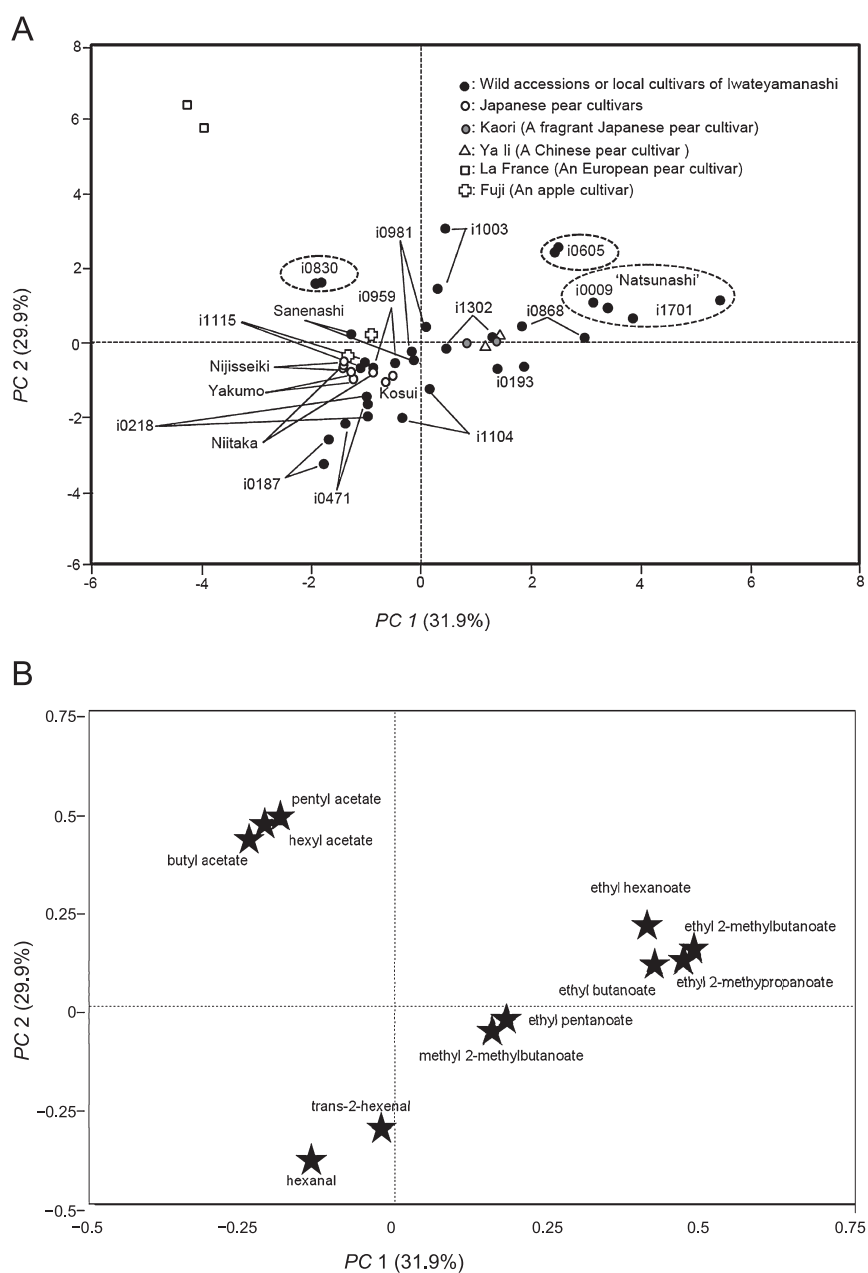 A
8
6
4
2
0
-2
-4
-6
-6
-4
-2
0
2
4
6
8
PC 2 (29.9%)
PC 1 (31.9%)
: Wild accessions or local cultivars of Iwateyamanashi
: Japanese pear cultivars
: Kaori (A fragrant Japanese pear cultivar)
: Ya li (A Chinese pear cultivar )
: La France (An European pear cultivar)
: Fuji (An apple cultivar)
i0981
i1003
i0605
i0830
i0959
i0009
'Natsunashi'
i1701
Sanenashi
i1302
i0868
i1115
Nijisseiki
Yakumo
Kosui
i0193
i0218
Niitaka
i1104
i0187
i0471
B
0.75
0.5
0.25
0
−0.25
−0.5
−0.5
−0.25
0
0.25
0.5
0.75
PC 2 (29.9%)
PC 1 (31.9%)
pentyl acetate
hexyl acetate
butyl acetate
ethyl hexanoate
ethyl 2-methylbutanoate
ethyl 2-methypropanoate
ethyl butanoate
ethyl pentanoate
methyl 2-methylbutanoate
trans-2-hexenal
hexanal